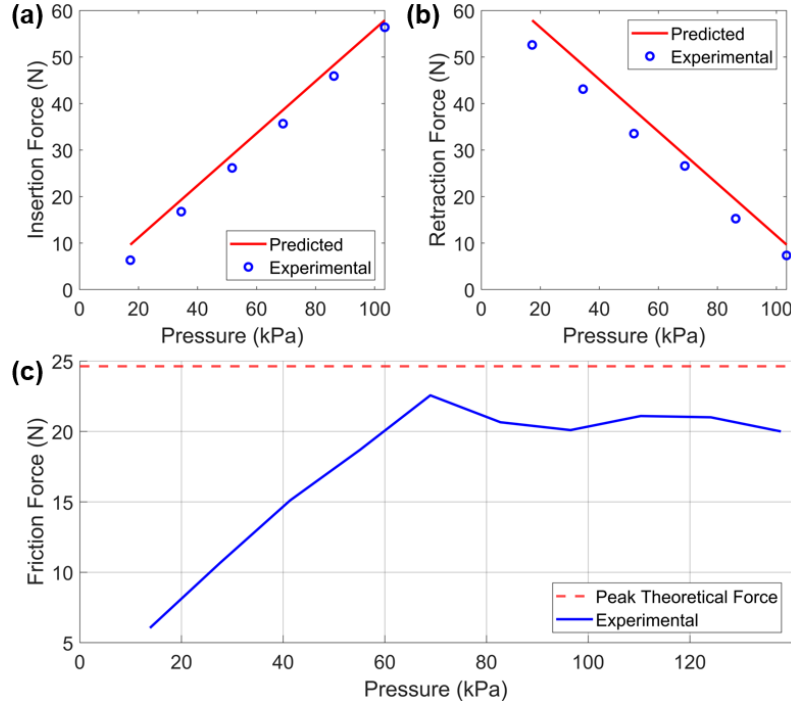 (a)
60
50
40
30
20
10
0
Insertion Force (N)
Predicted
Experimental
0 20 40 60 80 100
Pressure (kPa)
(b)
60
50
40
30
20
10
0
Retraction Force (N)
Predicted
Experimental
0 20 40 60 80 100
Pressure (kPa)
(c)
25
20
15
10
5
Friction Force (N)
Peak Theoretical Force
Experimental
0 20 40 60 80 100 120
Pressure (kPa)